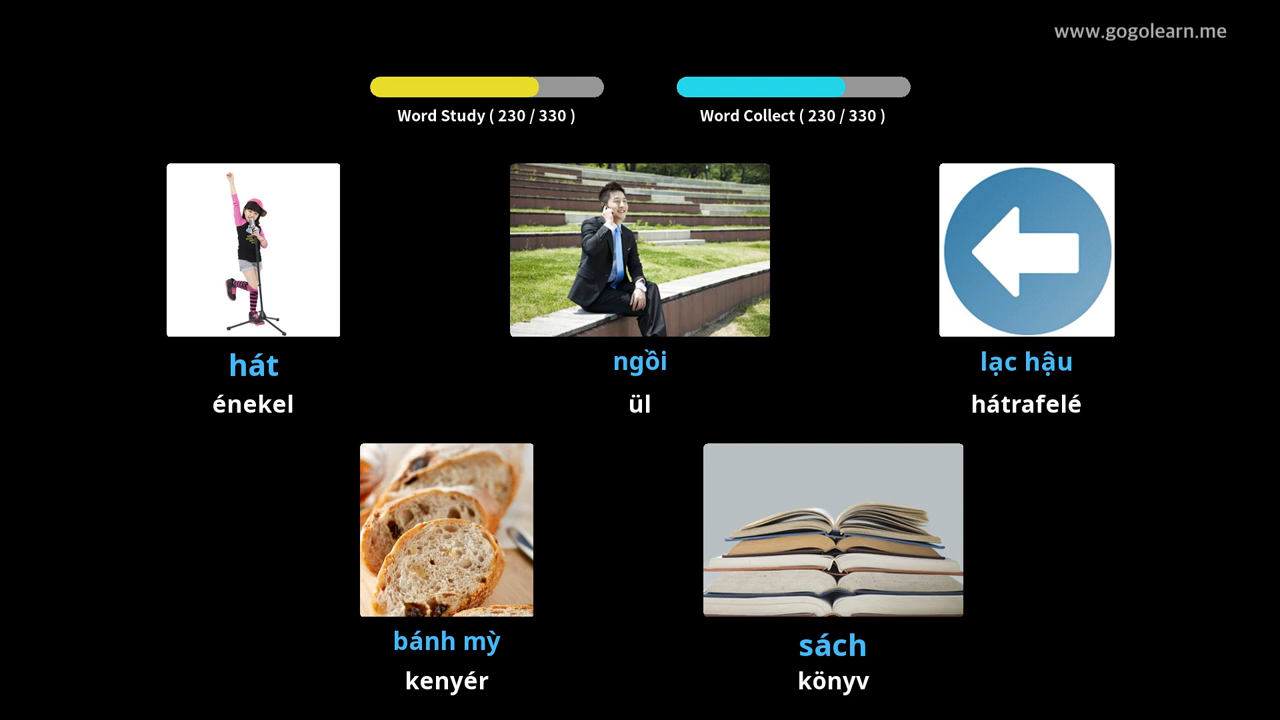 www.gogolearn.me
Word Study ( 230 / 330 )
Word Collect ( 230 / 330 )
hát
ngồi
lạc hậu
énekel
ül
hátrafelé
bánh mỳ
sách
kenyér
könyv